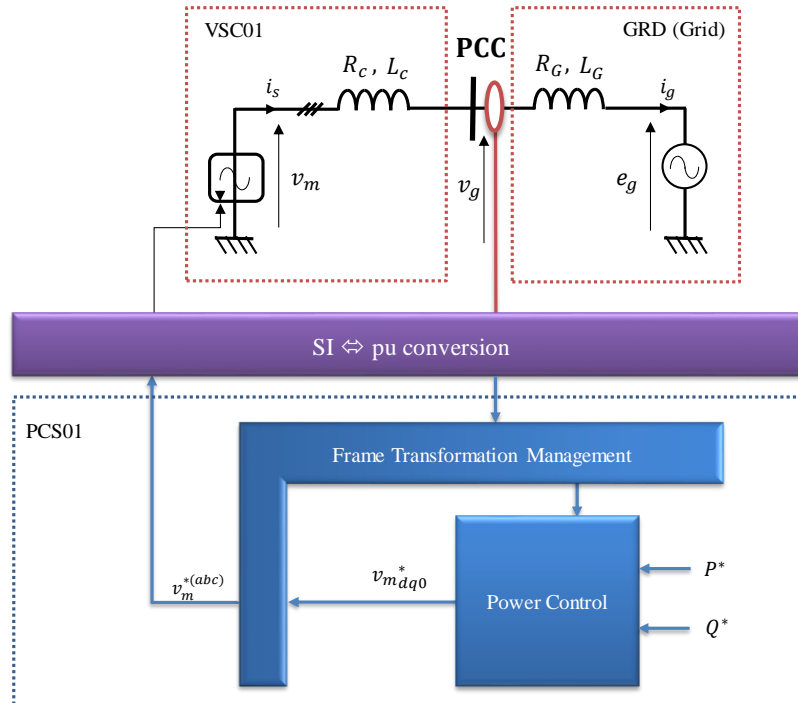 VSC01
GRD (Grid)
PCC
R_c, L_c
R_G, L_G
i_s
i_g
v_m
v_g
e_g
SI ⇔ pu conversion
PCS01
Frame Transformation Management
v_m^{*(abc)}
v_m^*_{dq0}
Power Control
P*
Q*